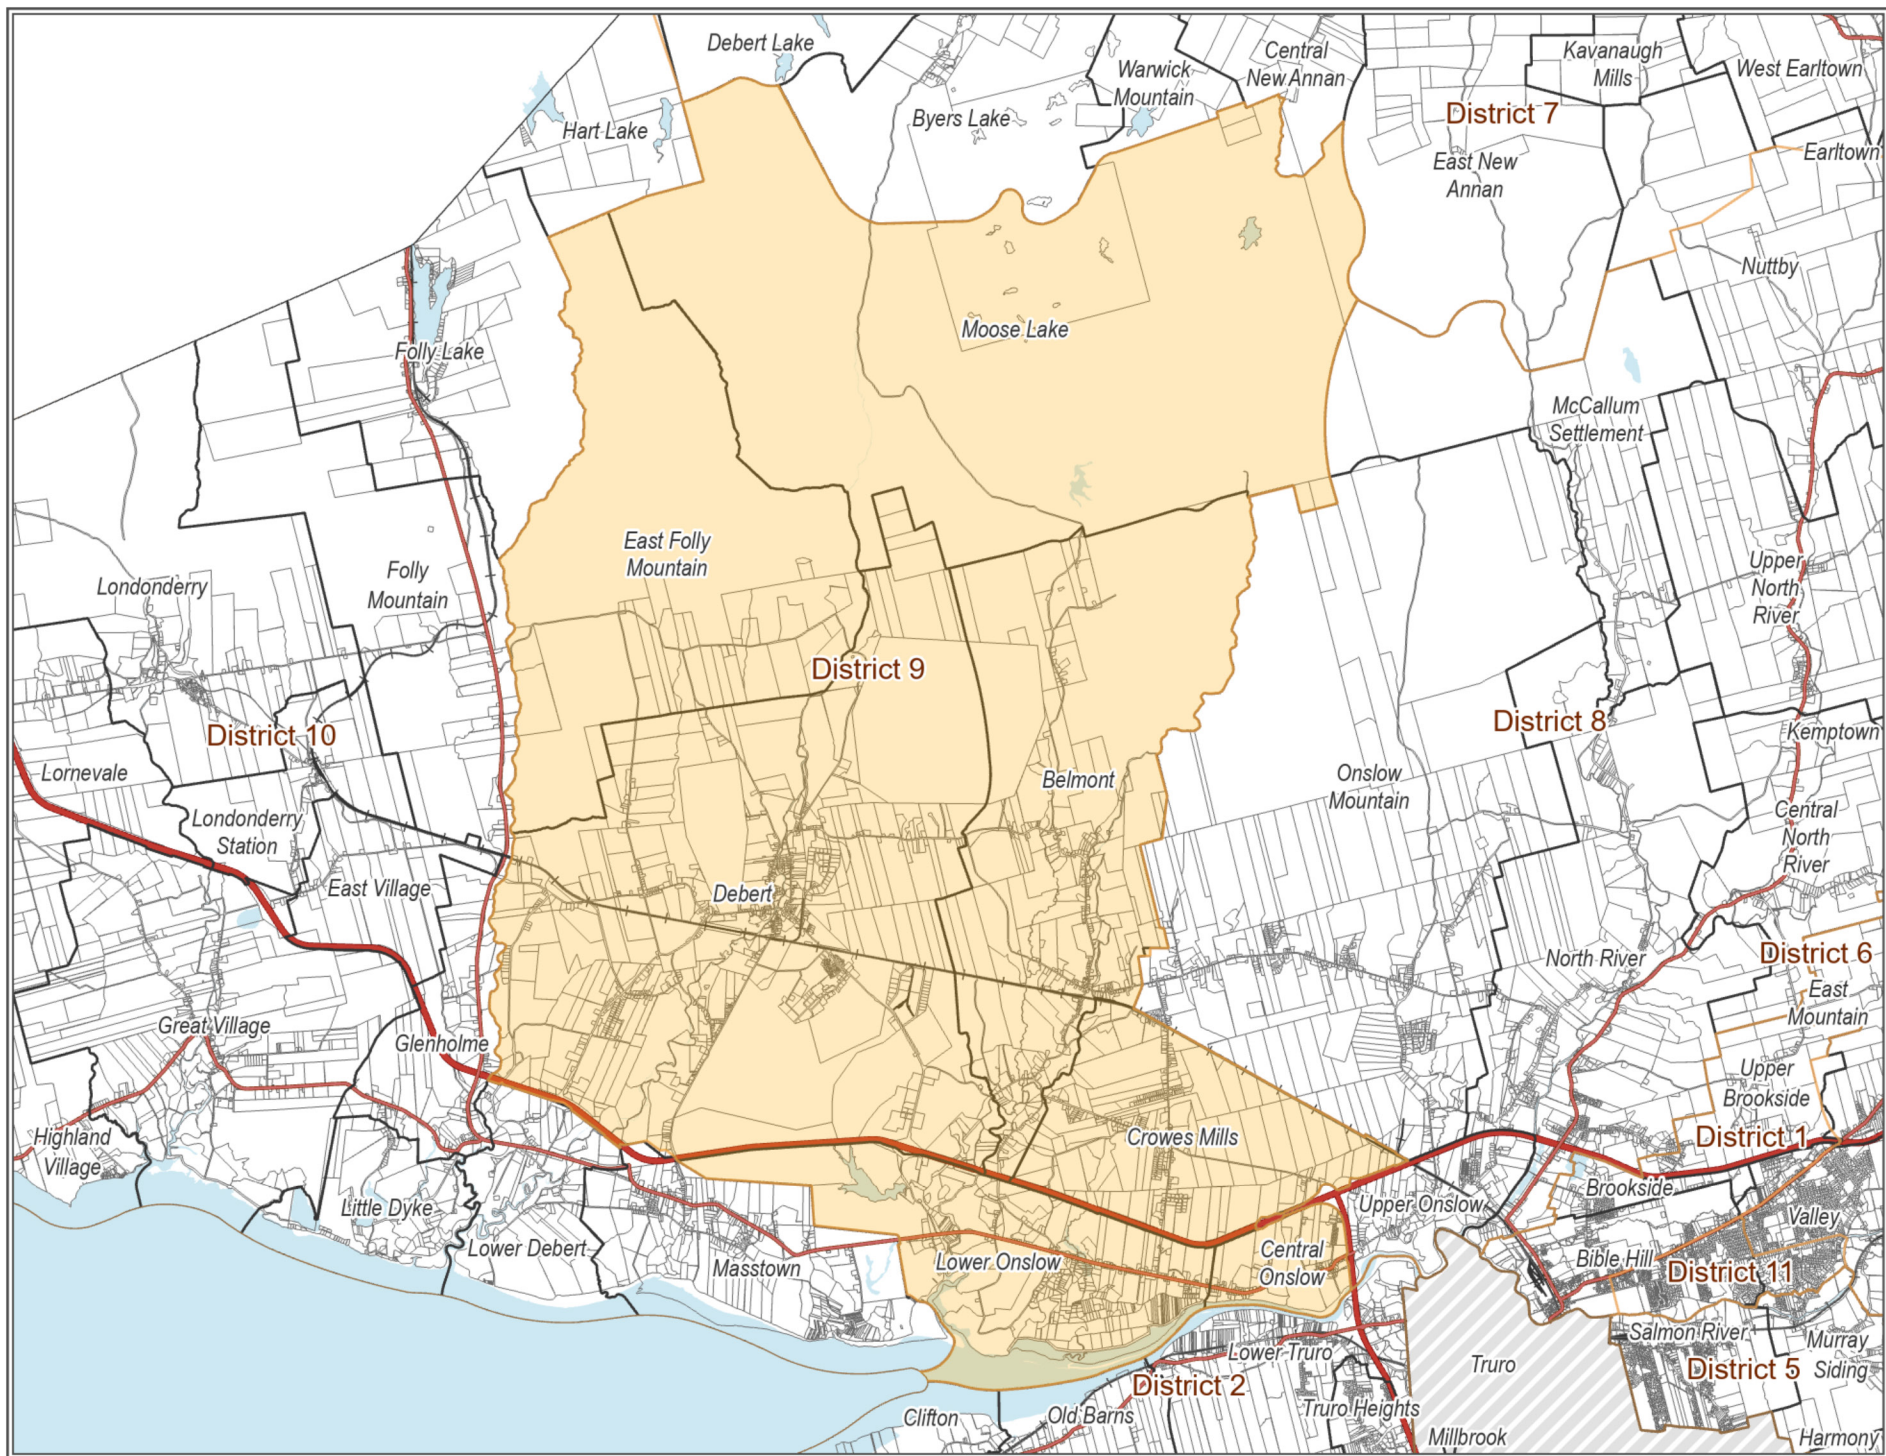 Debert Lake
Central
New Annan
Kavanaugh
Mills
West Earltown
Warwick
Mountain
Hart Lake
Byers Lake
District 7
East New
Annan
Earltown
Nuttby
Moose Lake
Folly Lake
McCallum
Settlement
East Folly
Mountain
Folly
Mountain
Londonderry
Upper
North
River
District 9
District 10
District 8
Kemptown
Lornevale
Belmont
Onslow
Mountain
Londonderry
Station
Central
North
River
East Village
Debert
North River
District 6
East
Mountain
Great Village
Glenholme
Upper
Brookside
Highland
Village
Crowes Mills
District 1
Brookside
Little Dyke
Upper Onslow
Valley
Lower Debert
Masstown
Lower Onslow
Central
Onslow
Bible Hill
District 11
Lower Truro
Truro
Salmon River
Murray
Siding
District 2
District 5
Clifton
Old Barns
Truro Heights
Millbrook
Harmony